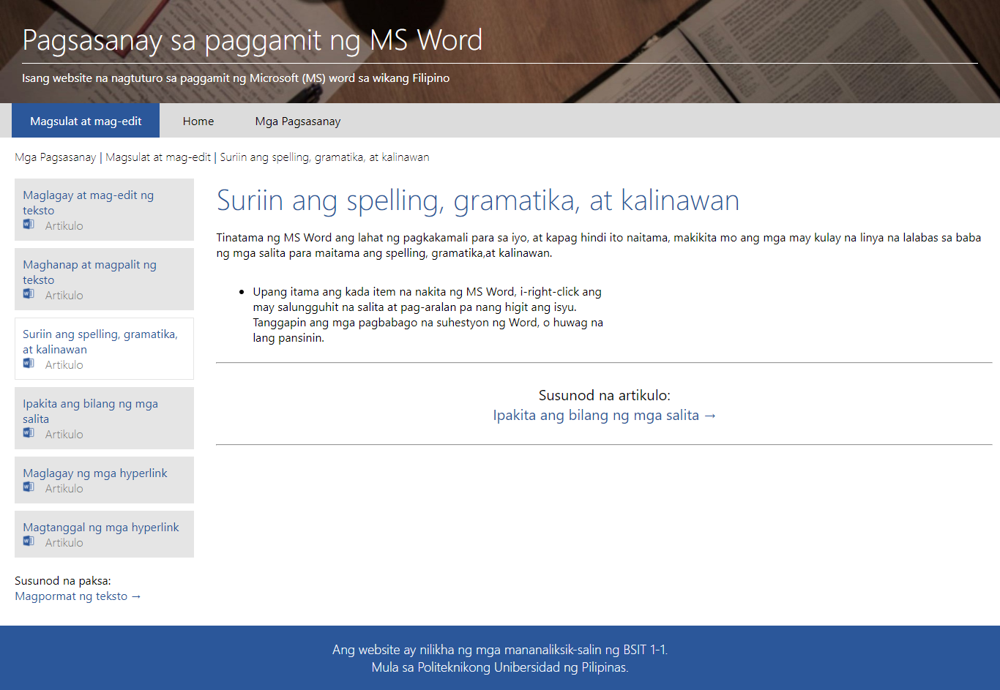 Pagsasanay sa paggamit ng MS Word
Isang website na nagtuturo sa paggamit ng Microsoft (MS) word sa wikang Filipino
Magsulat at mag-edit
Home
Mga Pagsasanay
Mga Pagsasanay | Magsulat at mag-edit | Suriin ang spelling, gramatika, at kalinawan
Maglagay at mag-edit ng
teksto
Artikulo
Maghanap at magpalit ng
teksto
Artikulo
Suriin ang spelling, gramatika,
at kalinawan
Artikulo
Ipakita ang bilang ng mga
salita
Artikulo
Maglagay ng mga hyperlink
Artikulo
Magtanggal ng mga hyperlink
Artikulo
Susunod na paksa:
Magpormat ng teksto →
Suriin ang spelling, gramatika, at kalinawan
Tinatama ng MS Word ang lahat ng pagkakamali para sa iyo, at kapag hindi ito naitama, makikita mo ang mga may kulay na linya na lalabas sa baba
ng mga salita para maitama ang spelling, gramatika,at kalinawan.
• Upang itama ang kada item na nakita ng MS Word, i-right-click ang
may salungguhit na salita at pag-aralan pa nang higit ang isyu.
Tanggapin ang mga pagbabago na suhestyon ng Word, o huwag na
lang pansinin.
Susunod na artikulo:
Ipakita ang bilang ng mga salita →
Ang website ay nilikha ng mga mananaliksik-salin ng BSIT 1-1.
Mula sa Politeknikong Unibersidad ng Pilipinas.